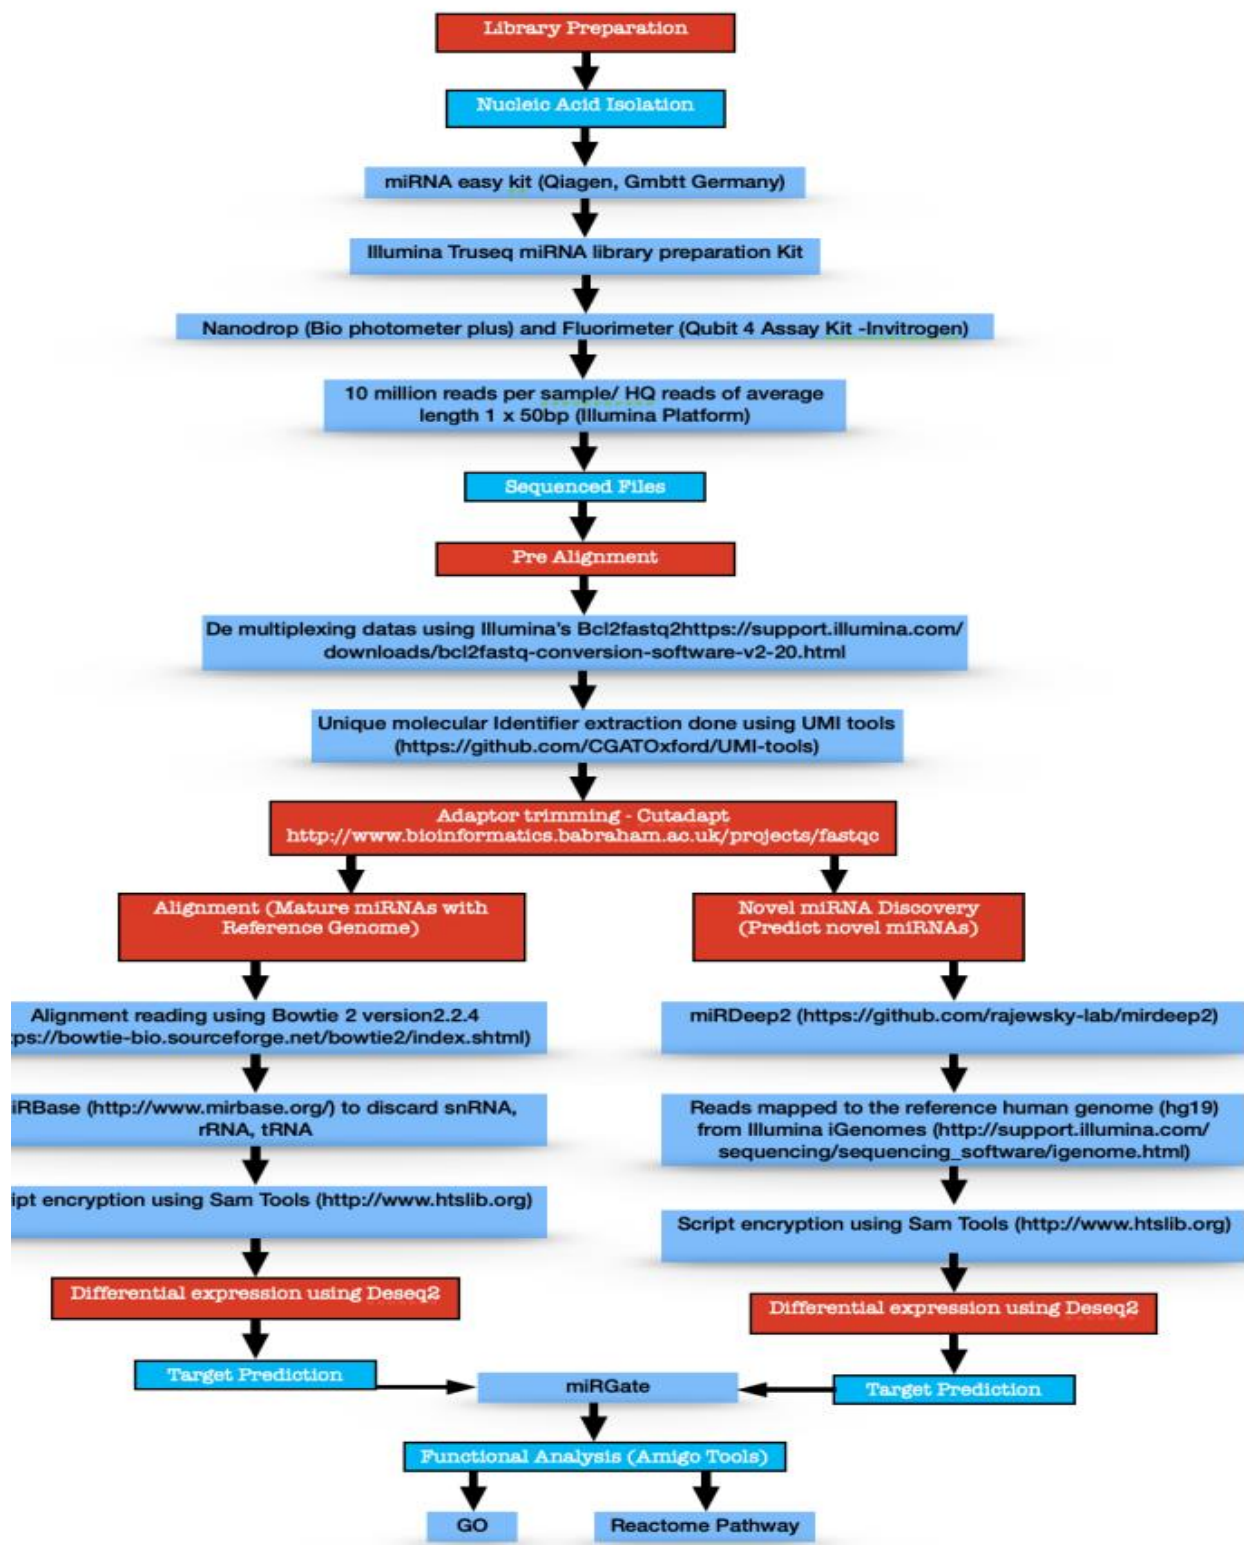 Library Preparation
Nucleic Acid Isolation
miRNA easy kit (Qiagen, Gmbtt Germany)
Illumina Truseq miRNA library preparation Kit
Nanodrop (Bio photometer plus) and Fluorimeter (Qubit 4 Assay Kit -Invitrogen)
10 million reads per sample/ HQ reads of average
length 1 x 50bp (Illumina Platform)
Sequenced Files
Pre Alignment
De multiplexing datas using Illumina's Bcl2fastq2https://support.illumina.com/
downloads/bcl2fastq-conversion-software-v2-20.html
Unique molecular Identifier extraction done using UMI tools
(https://github.com/CGATOxford/UMI-tools)
Adaptor trimming - Cutadapt
http://www.bioinformatics.babraham.ac.uk/projects/fastqc
Alignment (Mature miRNAs with
Reference Genome)
Alignment reading using Bowtie 2 version2.2.4
ps://bowtie-bio.sourceforge.net/bowtie2/index.shtml)
iRBase (http://www.mirbase.org/) to discard snRNA,
rRNA, tRNA
ipt encryption using Sam Tools (http://www.htslib.org)
Differential expression using Deseq2
Target Prediction
Novel miRNA Discovery
(Predict novel miRNAs)
miRDeep2 (https://github.com/rajewsky-lab/mirdeep2)
Reads mapped to the reference human genome (hg19)
from Illumina iGenomes (http://support.illumina.com/
sequencing/sequencing_software/igenome.html)
Script encryption using Sam Tools (http://www.htslib.org)
Differential expression using Deseq2
Target Prediction
miRGate
Functional Analysis (Amigo Tools)
GO
Reactome Pathway